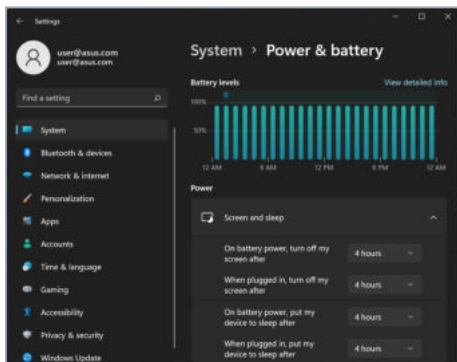 Settings
user@asus.com
user@asus.com
Find a setting
System
Bluetooth & devices
Network & internet
Personalization
Apps
Accounts
Time & language
Gaming
Accessibility
Privacy & security
Windows Update
System > Power & battery
Battery levels
View detailed info
100%
50%
12 AM 6 AM 12 PM 6 PM 12 AM
Power
Screen and sleep
On battery power, turn off my
screen after
4 hours
When plugged in, turn off my
screen after
4 hours
On battery power, put my
device to sleep after
4 hours
When plugged in, put my
device to sleep after
4 hours